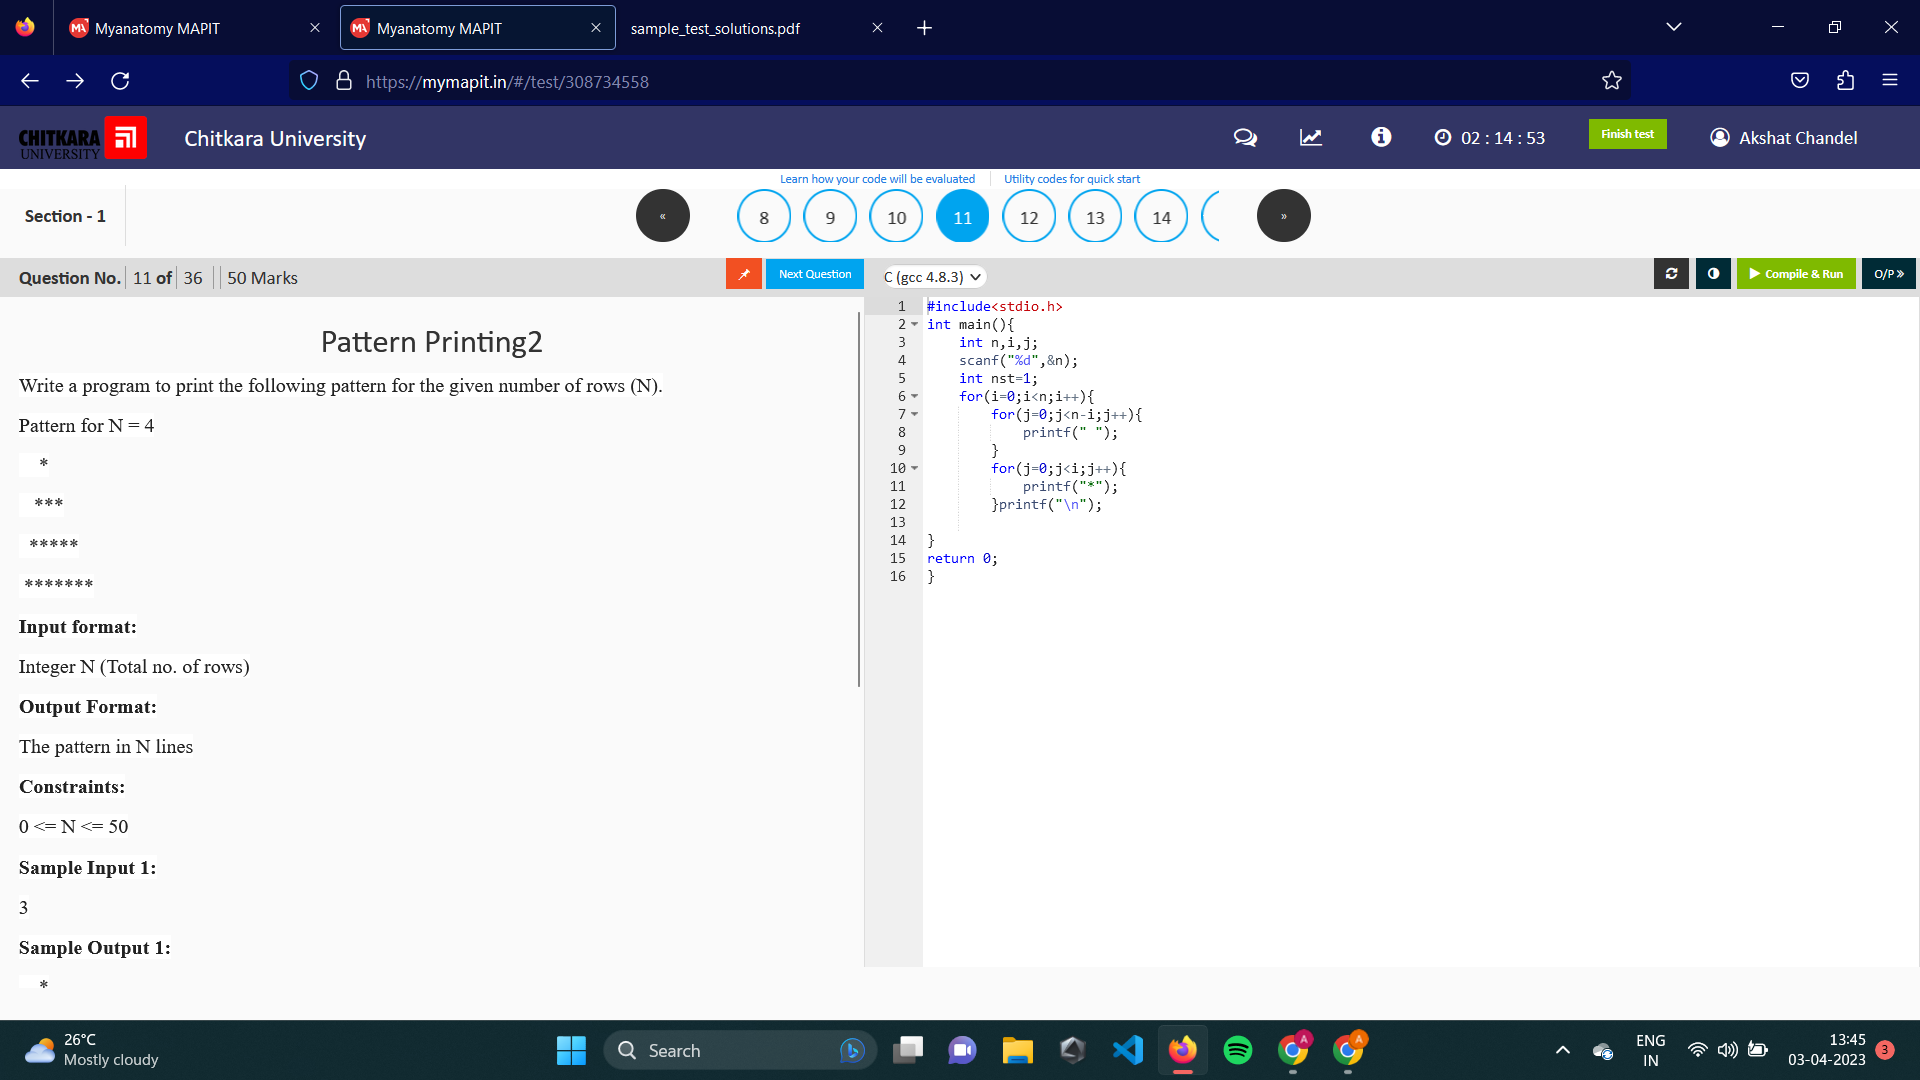 Myanatomy MAPIT
Myanatomy MAPIT
sample_test_solutions.pdf
https://mymapit.in/#/test/308734558
CHITKARA
UNIVERSITY
Chitkara University
02 : 14 : 53
Finish test
Akshat Chandel
Learn how your code will be evaluated
Utility codes for quick start
Section - 1
«
8
9
10
11
12
13
14
»
Question No. 11 of 36 50 Marks
Next Question
C (gcc 4.8.3)
Compile & Run
O/P »
Pattern Printing2
Write a program to print the following pattern for the given number of rows (N).
Pattern for N = 4
*
***
*****
*******
Input format:
Integer N (Total no. of rows)
Output Format:
The pattern in N lines
Constraints:
0 <= N <= 50
Sample Input 1:
3
Sample Output 1:
*
1 #include<stdio.h>
2 int main(){
3     int n,i,j;
4     scanf("%d",&n);
5     int nst=1;
6     for(i=0;i<n;i++){
7         for(j=0;j<n-i;j++){
8             printf(" ");
9         }
10         for(j=0;j<i;j++){
11             printf("*");
12         }printf("\n");
13
14 }
15 return 0;
16 }
26°C
Mostly cloudy
Search
A
A
ENG
IN
13:45
03-04-2023
3